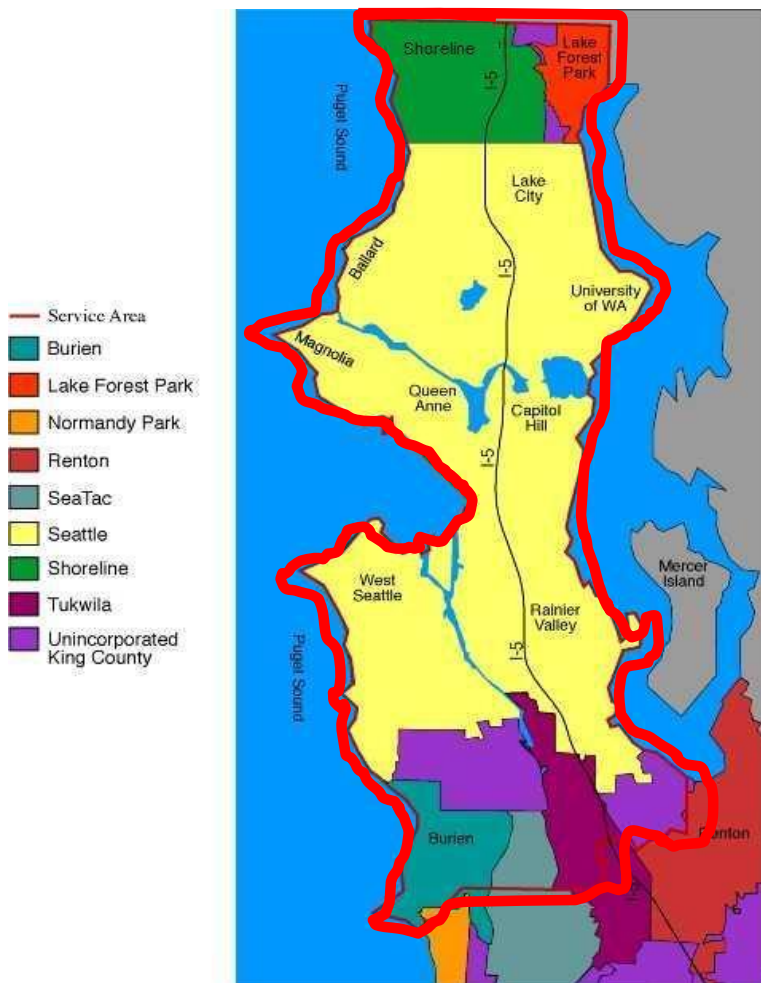 Shoreline
Lake
Forest
Park
I-5
Puget Sound
Lake
City
Ballard
I-5
University
of WA
Magnolia
Queen
Anne
Capitol
Hill
I-5
West
Seattle
Mercer
Island
Rainier
Valley
I-5
Puget Sound
Burien
Renton
Service Area
Burien
Lake Forest Park
Normandy Park
Renton
SeaTac
Seattle
Shoreline
Tukwila
Unincorporated
King County